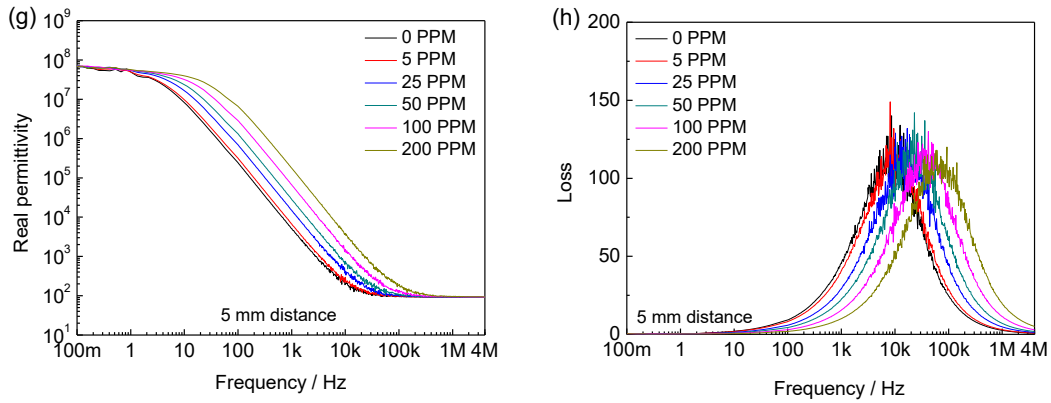 (g)
10^9
10^8
10^7
10^6
10^5
10^4
10^3
10^2
10^1
Real permittivity
0 PPM
5 PPM
25 PPM
50 PPM
100 PPM
200 PPM
5 mm distance
100m 1 10 100 1k 10k 100k 1M 4M
Frequency / Hz
(h)
200
150
100
50
0
Loss
0 PPM
5 PPM
25 PPM
50 PPM
100 PPM
200 PPM
5 mm distance
100m 1 10 100 1k 10k 100k 1M 4M
Frequency / Hz